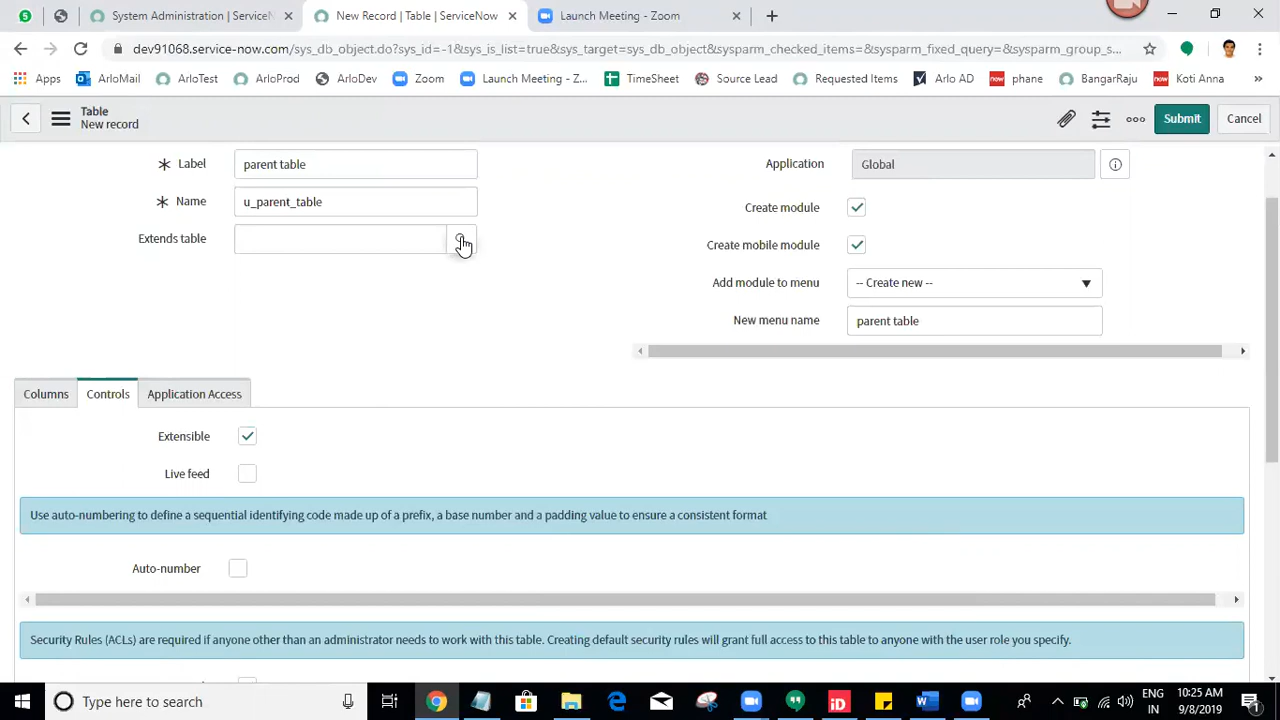 5
System Administration | ServiceN
New Record | Table | ServiceNow
Launch Meeting - Zoom
dev91068.service-now.com/sys_db_object.do?sys_id=-1&sys_is_list=true&sys_target=sys_db_object&sysparm_checked_items=&sysparm_fixed_query=&sysparm_group_s...
Apps
ArloMail
ArloTest
ArloProd
ArloDev
Zoom
Launch Meeting - Z...
TimeSheet
Source Lead
Requested Items
Arlo AD
now phane
BangarRaju
now Koti Anna
»
Table
New record
Submit
Cancel
Label
parent table
Application
Global
Name
u_parent_table
Create module
Extends table
Create mobile module
Add module to menu
-- Create new --
New menu name
parent table
Columns
Controls
Application Access
Extensible
Live feed
Use auto-numbering to define a sequential identifying code made up of a prefix, a base number and a padding value to ensure a consistent format
Auto-number
Security Rules (ACLs) are required if anyone other than an administrator needs to work with this table. Creating default security rules will grant full access to this table to anyone with the user role you specify.
Type here to search
iD
ENG
IN
10:25 AM
9/8/2019
1